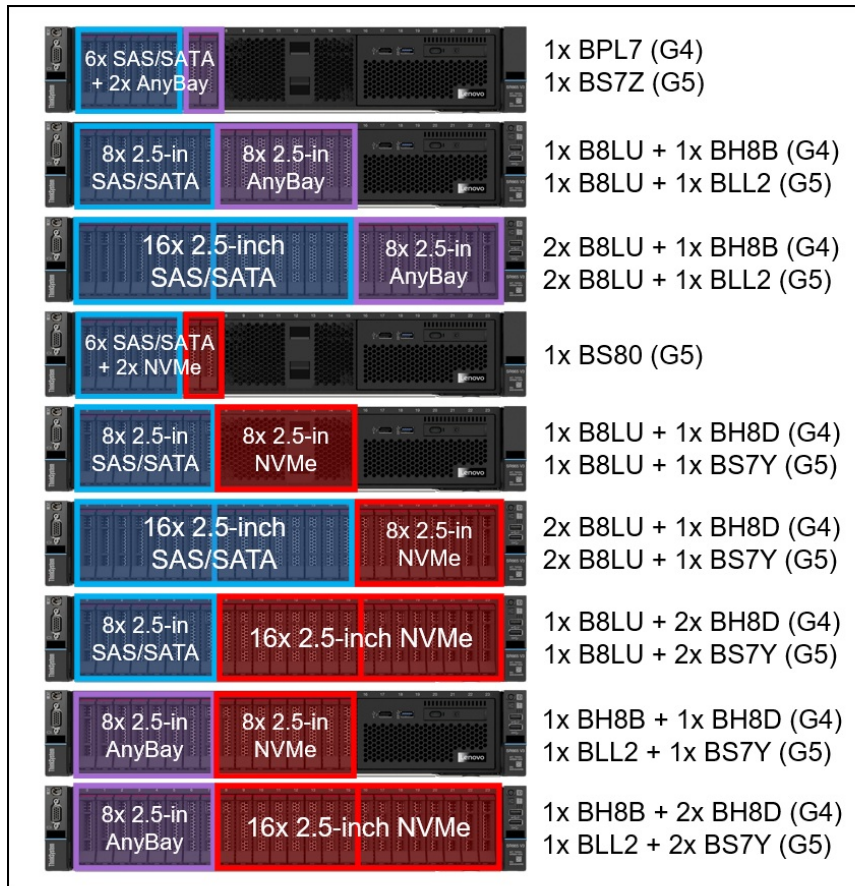 6x SAS/SATA
+ 2x AnyBay
Lenovo
1x BPL7 (G4)
1x BS7Z (G5)
8x 2.5-in
SAS/SATA
8x 2.5-in
AnyBay
1x B8LU + 1x BH8B (G4)
1x B8LU + 1x BLL2 (G5)
16x 2.5-inch
SAS/SATA
8x 2.5-in
AnyBay
2x B8LU + 1x BH8B (G4)
2x B8LU + 1x BLL2 (G5)
6x SAS/SATA
+ 2x NVMe
Lenovo
1x BS80 (G5)
8x 2.5-in
SAS/SATA
8x 2.5-in
NVMe
Lenovo
1x B8LU + 1x BH8D (G4)
1x B8LU + 1x BS7Y (G5)
16x 2.5-inch
SAS/SATA
8x 2.5-in
NVMe
2x B8LU + 1x BH8D (G4)
2x B8LU + 1x BS7Y (G5)
8x 2.5-in
SAS/SATA
16x 2.5-inch NVMe
1x B8LU + 2x BH8D (G4)
1x B8LU + 2x BS7Y (G5)
8x 2.5-in
AnyBay
8x 2.5-in
NVMe
Lenovo
1x BH8B + 1x BH8D (G4)
1x BLL2 + 1x BS7Y (G5)
8x 2.5-in
AnyBay
16x 2.5-inch NVMe
1x BH8B + 2x BH8D (G4)
1x BLL2 + 2x BS7Y (G5)